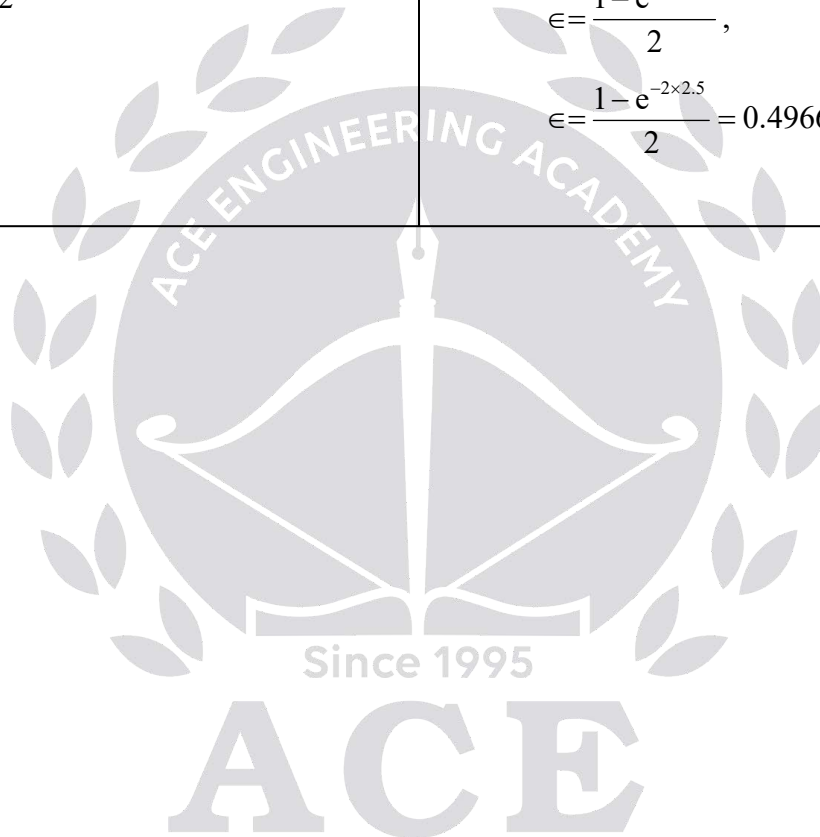 2
∈= 1 – e / 2 ,
∈= 1 – e^{–2×2.5} / 2 = 0.496
ACE ENGINEERING ACADEMY
Since 1995
ACE